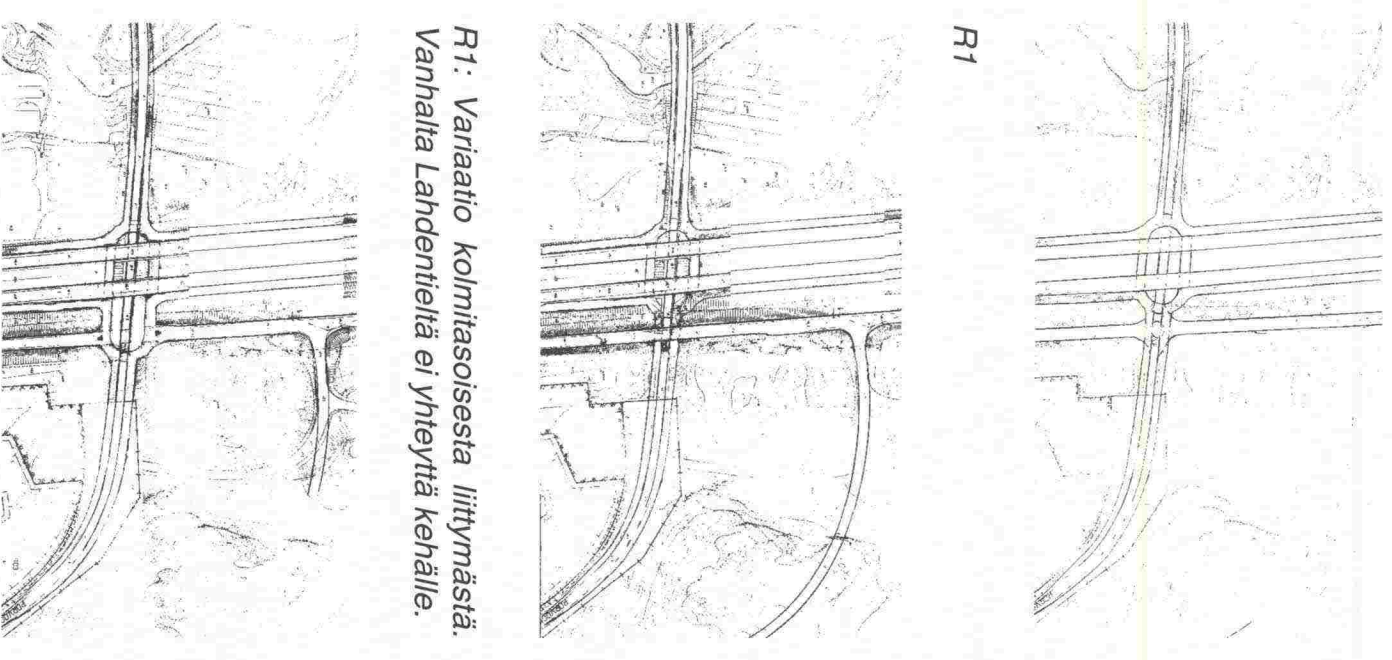 R1
R1: Variaatio kolmitasoisesta liittymästä.
Vanhalta Lahdentieltä ei yhteyttä kehälle.